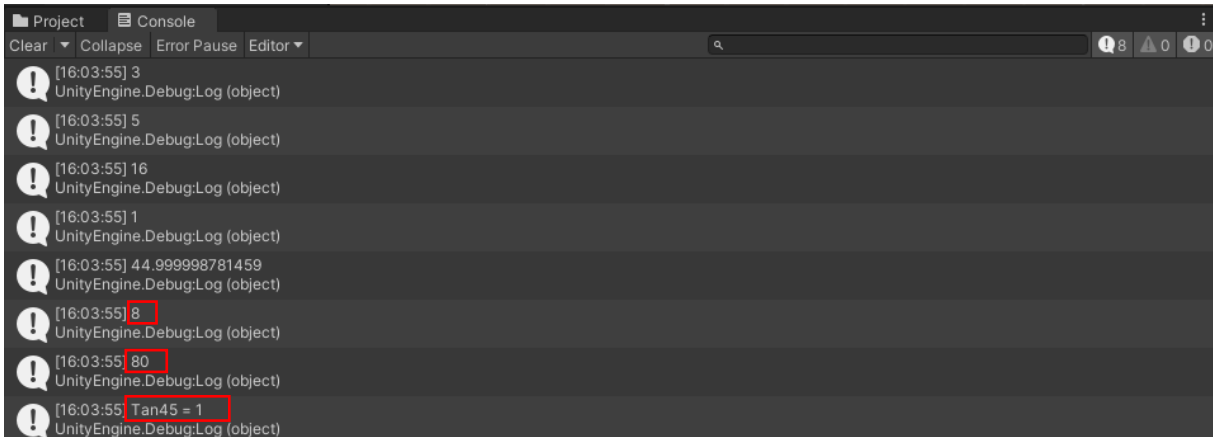 Project Console
Clear Collapse Error Pause Editor 8 0 0
[16:03:55] 3
UnityEngine.Debug:Log (object)
[16:03:55] 5
UnityEngine.Debug:Log (object)
[16:03:55] 16
UnityEngine.Debug:Log (object)
[16:03:55] 1
UnityEngine.Debug:Log (object)
[16:03:55] 44.999998781459
UnityEngine.Debug:Log (object)
[16:03:55] 8
UnityEngine.Debug:Log (object)
[16:03:55] 80
UnityEngine.Debug:Log (object)
[16:03:55] Tan45 = 1
UnityEngine.Debug:Log (object)